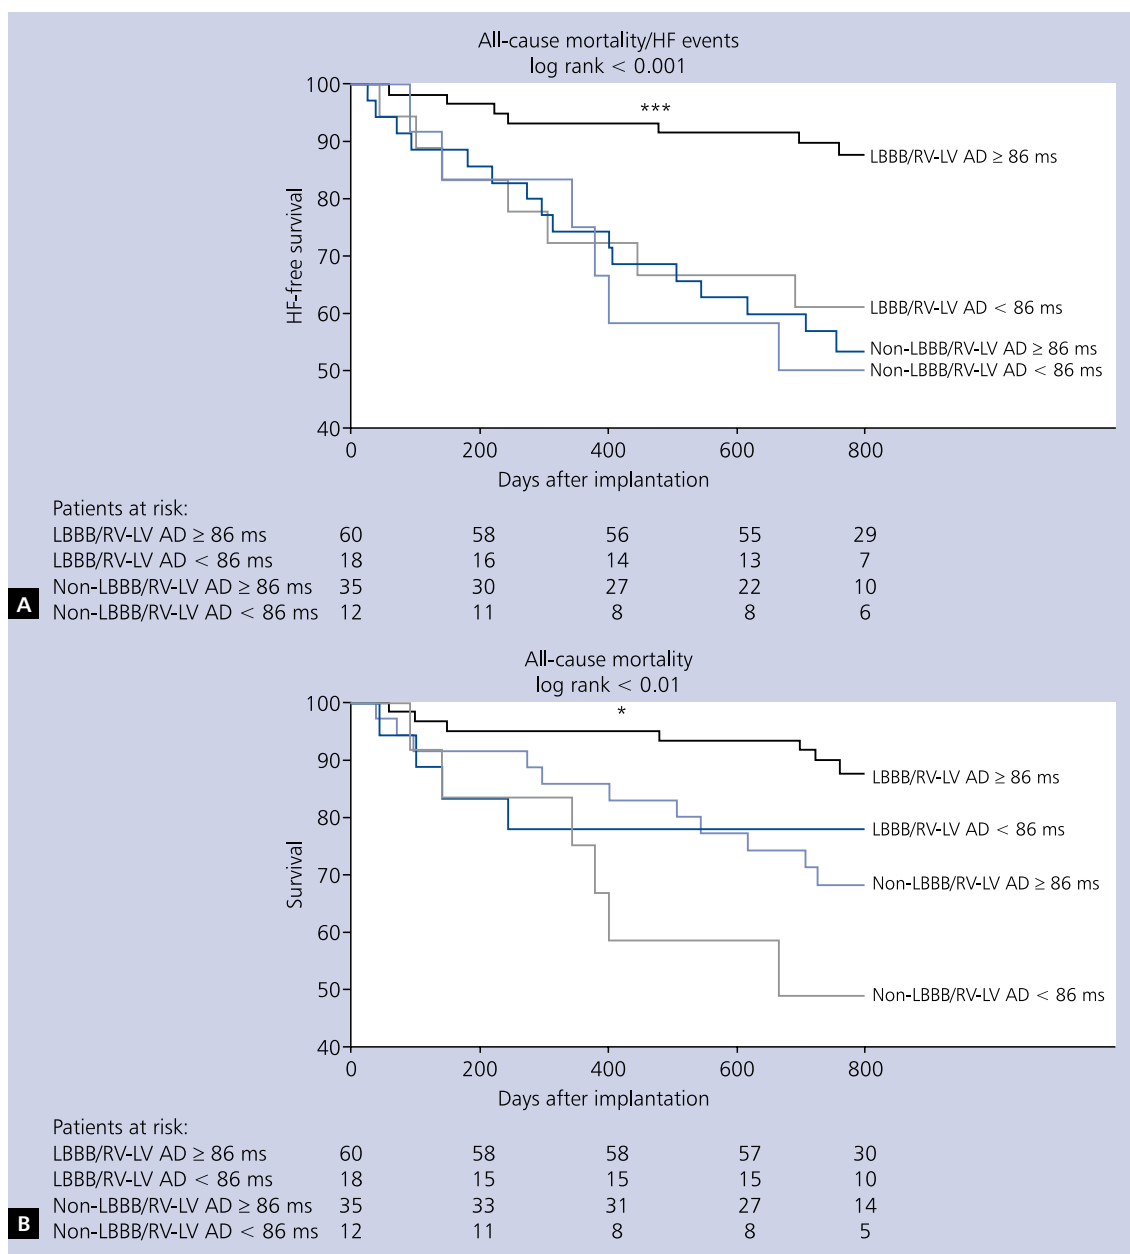 All-cause mortality/HF events
log rank < 0.001
100
90
80
70
60
50
40
HF-free survival
***
LBBB/RV-LV AD ≥ 86 ms
LBBB/RV-LV AD < 86 ms
Non-LBBB/RV-LV AD ≥ 86 ms
Non-LBBB/RV-LV AD < 86 ms
0 200 400 600 800
Days after implantation
Patients at risk:
LBBB/RV-LV AD ≥ 86 ms 60 58 56 55 29
LBBB/RV-LV AD < 86 ms 18 16 14 13 7
Non-LBBB/RV-LV AD ≥ 86 ms 35 30 27 22 10
Non-LBBB/RV-LV AD < 86 ms 12 11 8 8 6
A
All-cause mortality
log rank < 0.01
100
90
80
70
60
50
40
Survival
*
LBBB/RV-LV AD ≥ 86 ms
LBBB/RV-LV AD < 86 ms
Non-LBBB/RV-LV AD ≥ 86 ms
Non-LBBB/RV-LV AD < 86 ms
0 200 400 600 800
Days after implantation
Patients at risk:
LBBB/RV-LV AD ≥ 86 ms 60 58 58 57 30
LBBB/RV-LV AD < 86 ms 18 15 15 15 10
Non-LBBB/RV-LV AD ≥ 86 ms 35 33 31 27 14
Non-LBBB/RV-LV AD < 86 ms 12 11 8 8 5
B